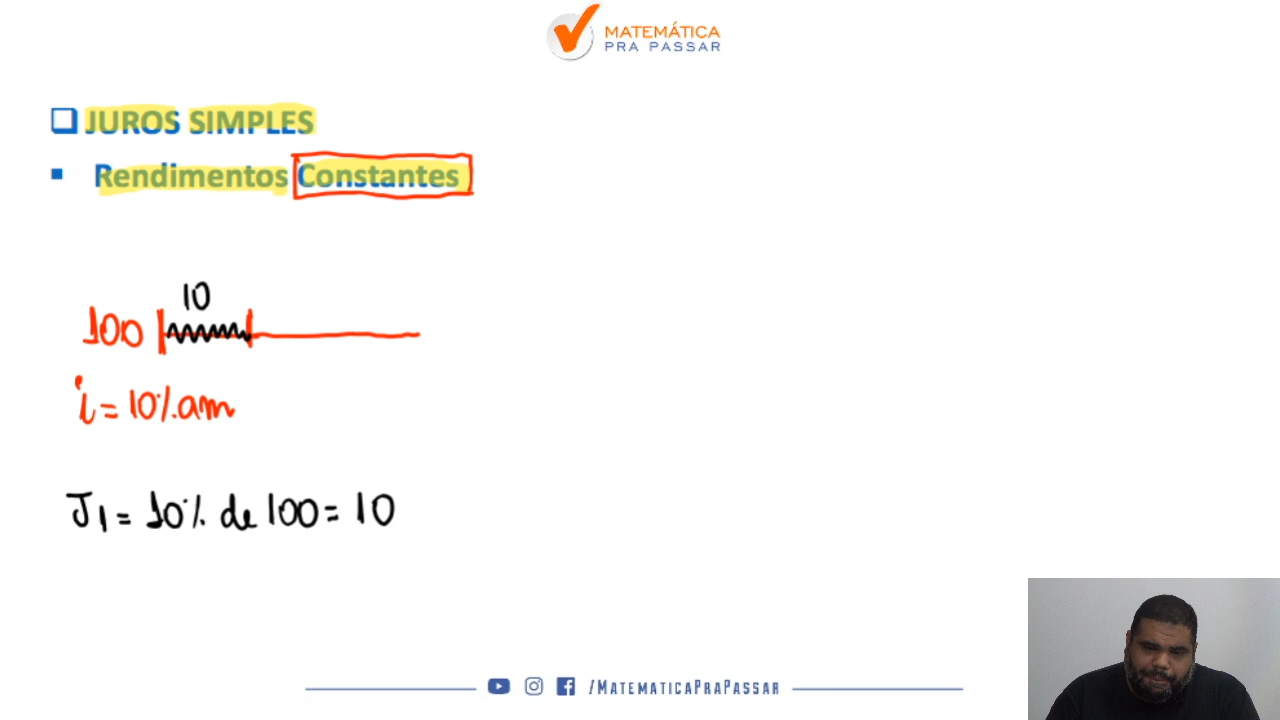 MATEMÁTICA
PRA PASSAR
JUROS SIMPLES
Rendimentos Constantes
10
100
i = 10% am
J1 = 10% de 100 = 10
/MatematicaPraPassar